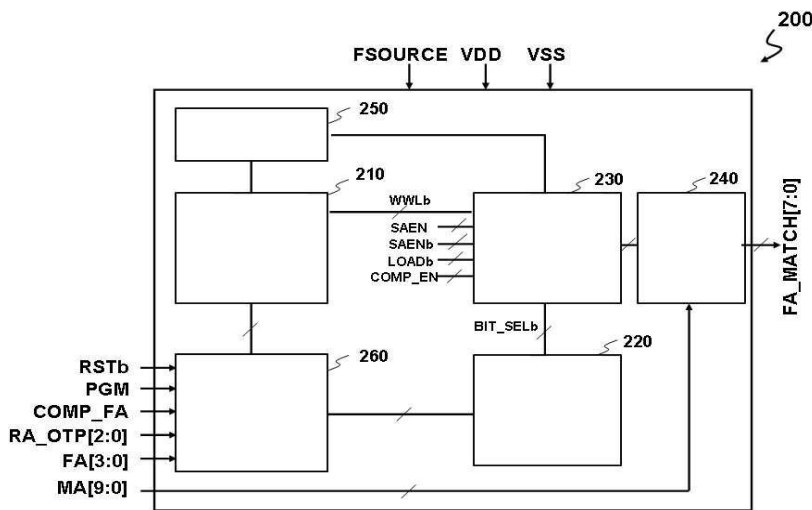 200
FSOURCE VDD VSS
250
210
230
240
WWLb
SAEN
SAENb
LOADb
COMP_EN
FA_MATCH[7:0]
BIT_SELb
220
260
RSTb
PGM
COMP_FA
RA_OTP[2:0]
FA[3:0]
MA[9:0]